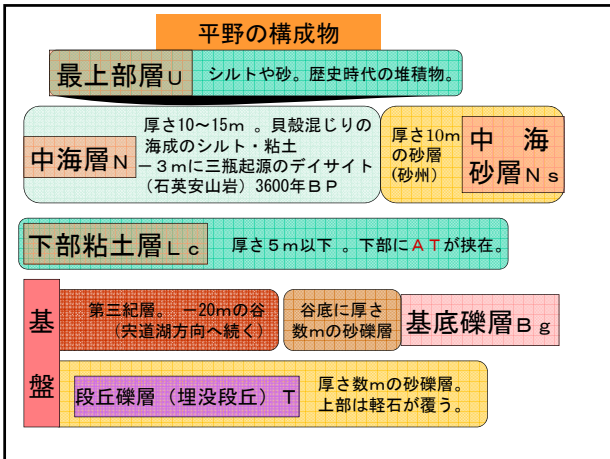 平野の構成物
最上部層U
シルトや砂。歴史時代の堆積物。
中海層N
厚さ10～15m 。貝殻混じりの
海成のシルト・粘土
－３mに三瓶起源のデイサイト
（石英安山岩）3600年ＢＰ
厚さ10m
の砂層
(砂州)
中　海
砂層Ｎｓ
下部粘土層Ｌｃ
厚さ５m以下 。下部にＡＴが挟在。
基
盤
第三紀層。 －20mの谷
（宍道湖方向へ続く）
谷底に厚さ
数mの砂礫層
基底礫層Ｂｇ
段丘礫層（埋没段丘）Ｔ
厚さ数mの砂礫層。
上部は軽石が覆う。